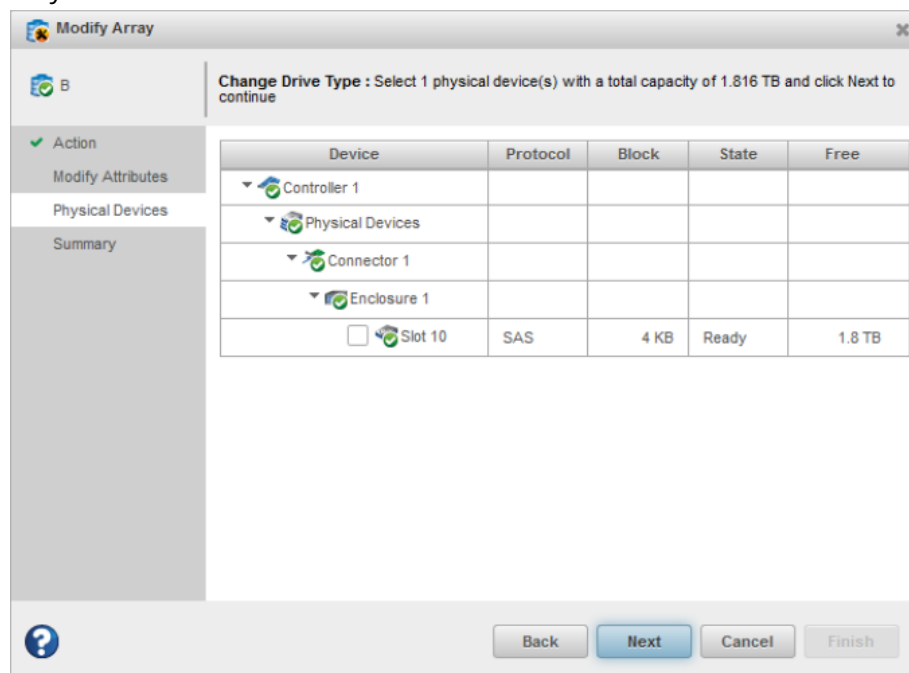 Modify Array
B
Change Drive Type : Select 1 physical device(s) with a total capacity of 1.816 TB and click Next to
continue
Action
Modify Attributes
Physical Devices
Summary
Device Protocol Block State Free
Controller 1
Physical Devices
Connector 1
Enclosure 1
Slot 10 SAS 4 KB Ready 1.8 TB
Back Next Cancel Finish